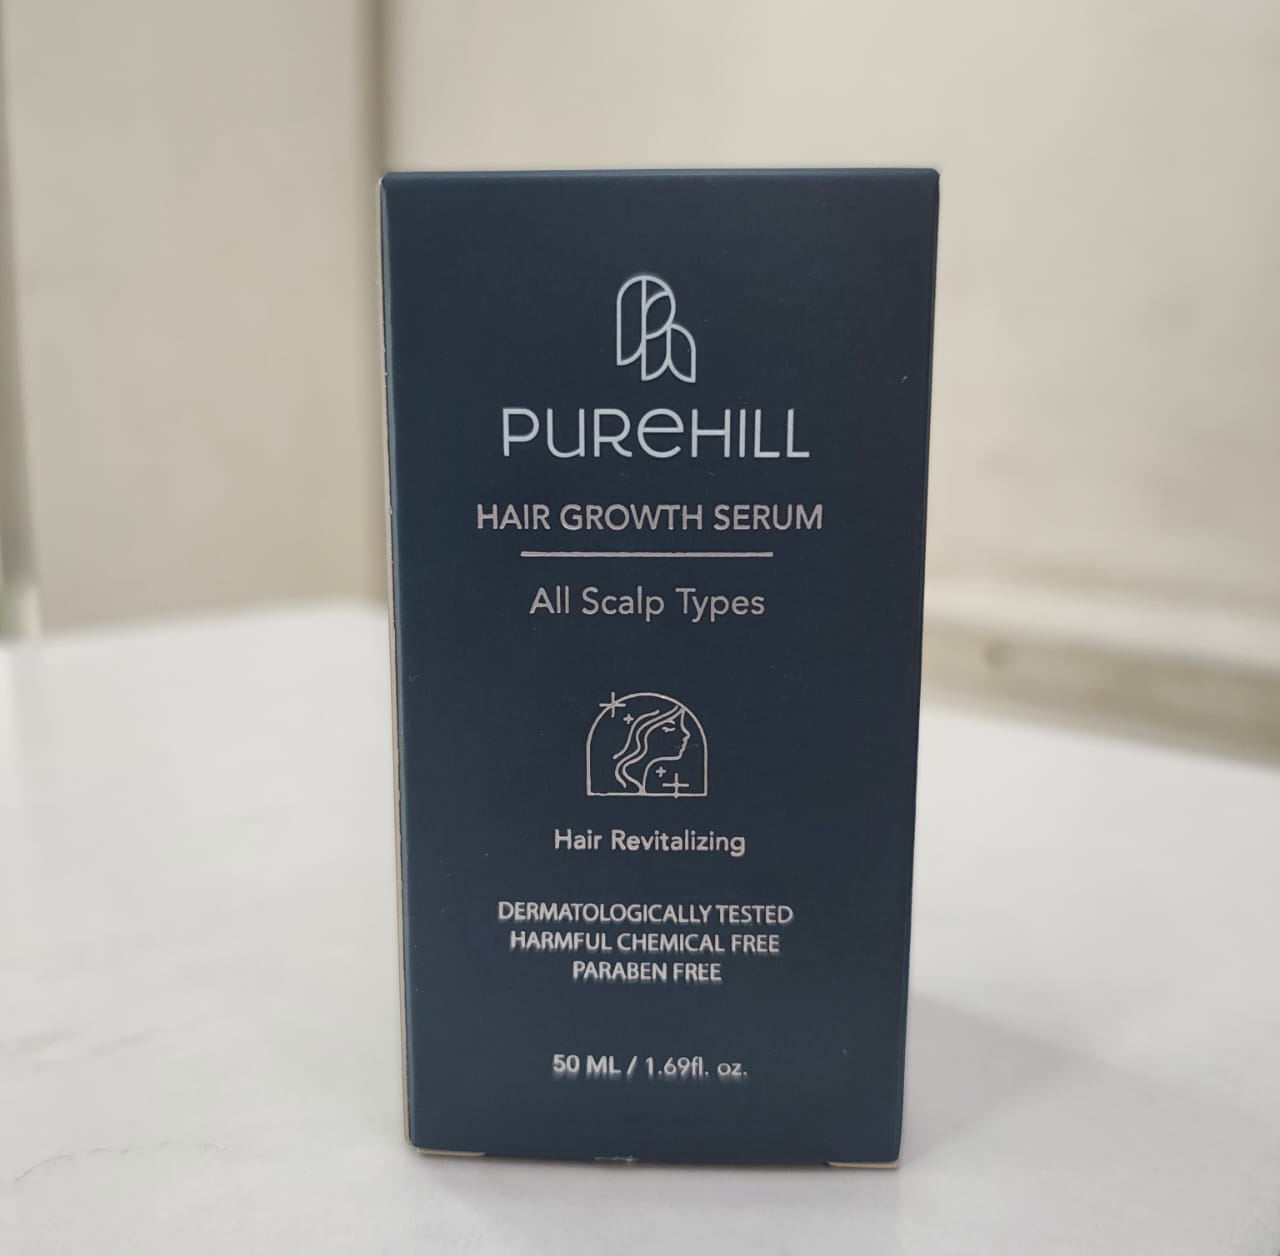 PUReHILL
HAIR GROWTH SERUM
All Scalp Types
Hair Revitalizing
DERMATOLOGICALLY TESTED
HARMFUL CHEMICAL FREE
PARABEN FREE
50 ML / 1.69fl. oz.